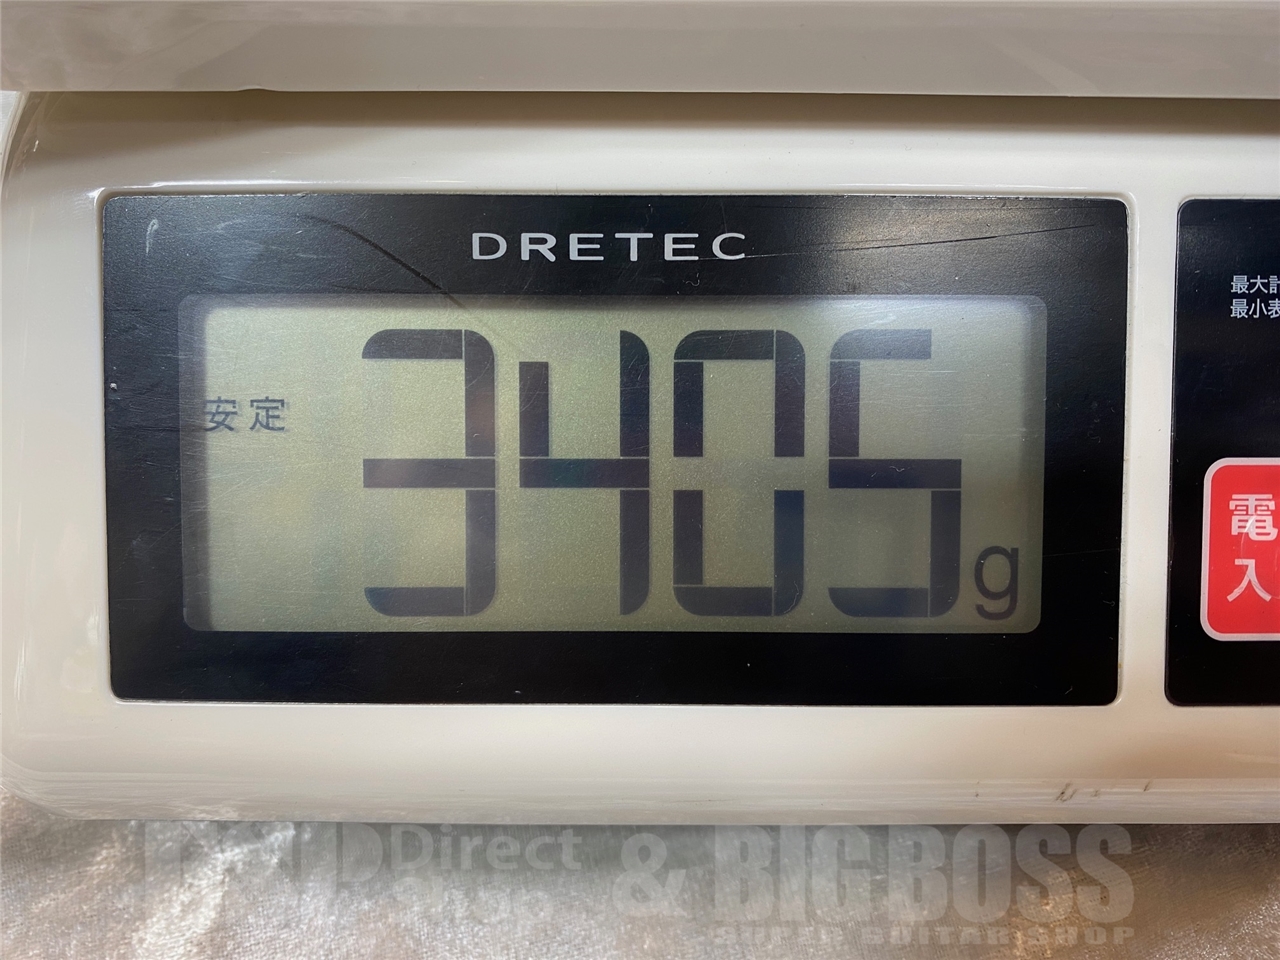 DRETEC
安定
3405 g
最大計
最小表
電
入
Direct & BIGBOSS
SUPER GUITAR SHOP